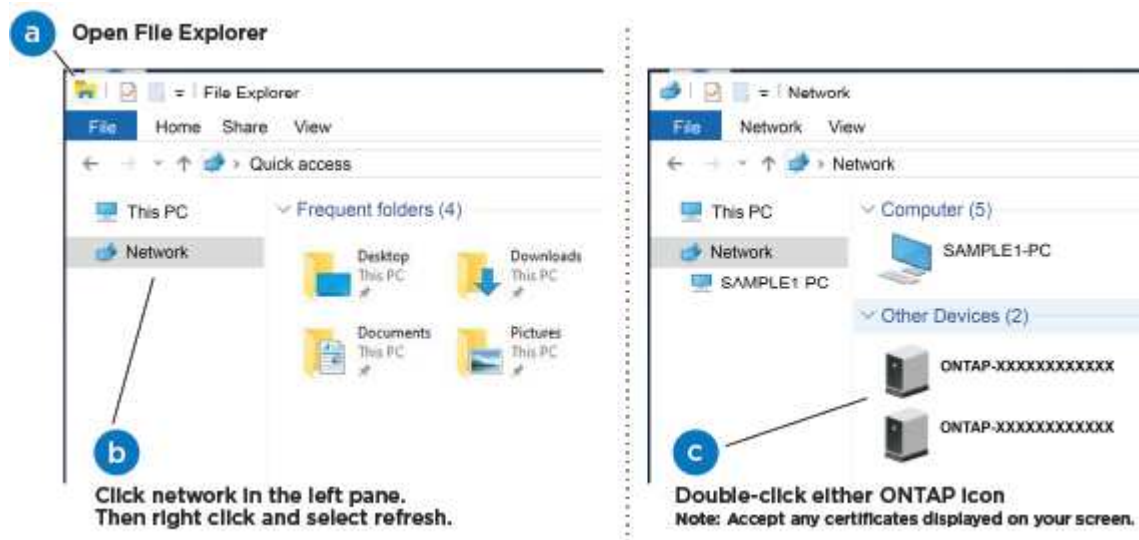 a Open File Explorer
File Explorer
File Home Share View
Quick access
This PC
Network
Frequent folders (4)
Desktop
This PC
Downloads
This PC
Documents
This PC
Pictures
This PC
b
Click network in the left pane.
Then right click and select refresh.
Network
File Network View
Network
This PC
Network
SAMPLE1 PC
Computer (5)
SAMPLE1-PC
Other Devices (2)
ONTAP-XXXXXXXXXXXX
ONTAP-XXXXXXXXXXXX
c
Double-click either ONTAP icon
Note: Accept any certificates displayed on your screen.